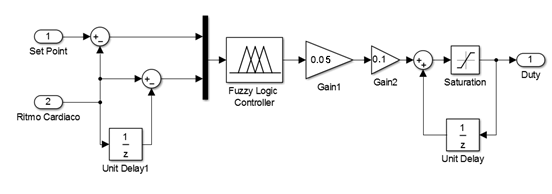 1
Set Point
2
Ritmo Cardiaco
1
z
Unit Delay1
Fuzzy Logic
Controller
0.05
Gain1
0.1
Gain2
Saturation
1
z
Unit Delay
1
Duty